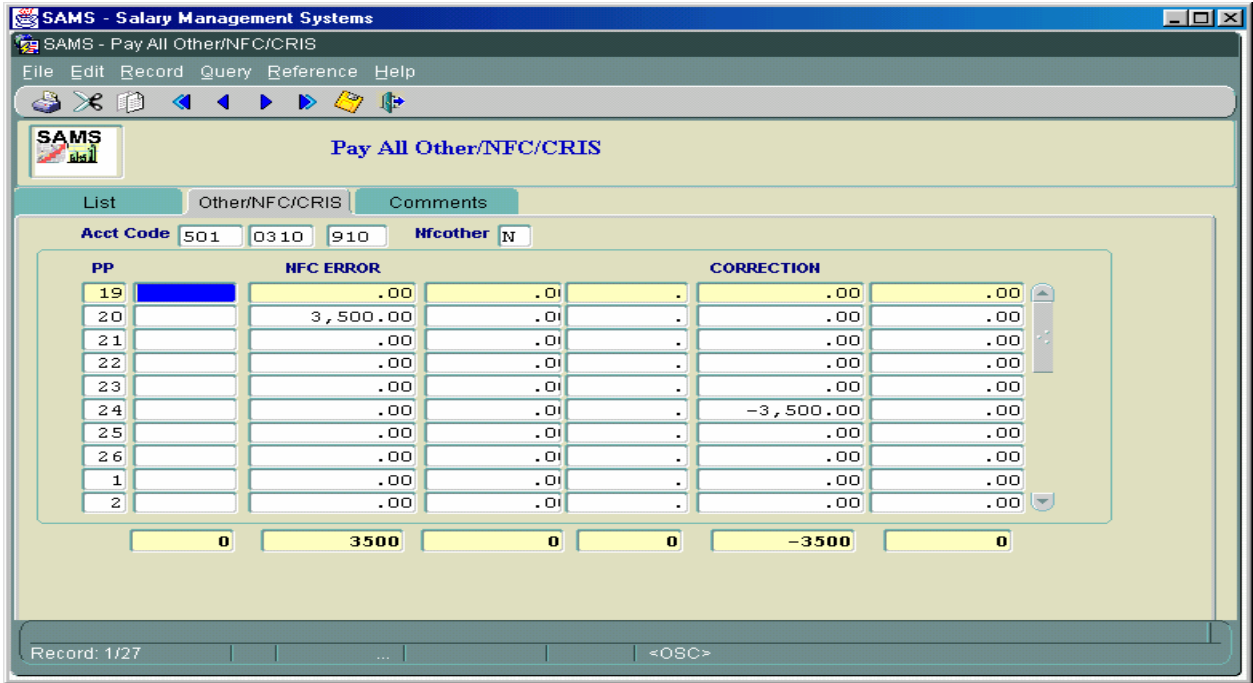 SAMS - Salary Management Systems
SAMS - Pay All Other/NFC/CRIS
File Edit Record Query Reference Help
SAMS
Pay All Other/NFC/CRIS
List Other/NFC/CRIS Comments
Acct Code 501 0310 910 Nfcother N
PP NFC ERROR CORRECTION
19 .00 .0 . .00 .00
20 3,500.00 .0 . .00 .00
21 .00 .0 . .00 .00
22 .00 .0 . .00 .00
23 .00 .0 . .00 .00
24 .00 .0 . -3,500.00 .00
25 .00 .0 . .00 .00
26 .00 .0 . .00 .00
1 .00 .0 . .00 .00
2 .00 .0 . .00 .00
0 3500 0 0 -3500 0
Record: 1/27 ... <OSC>